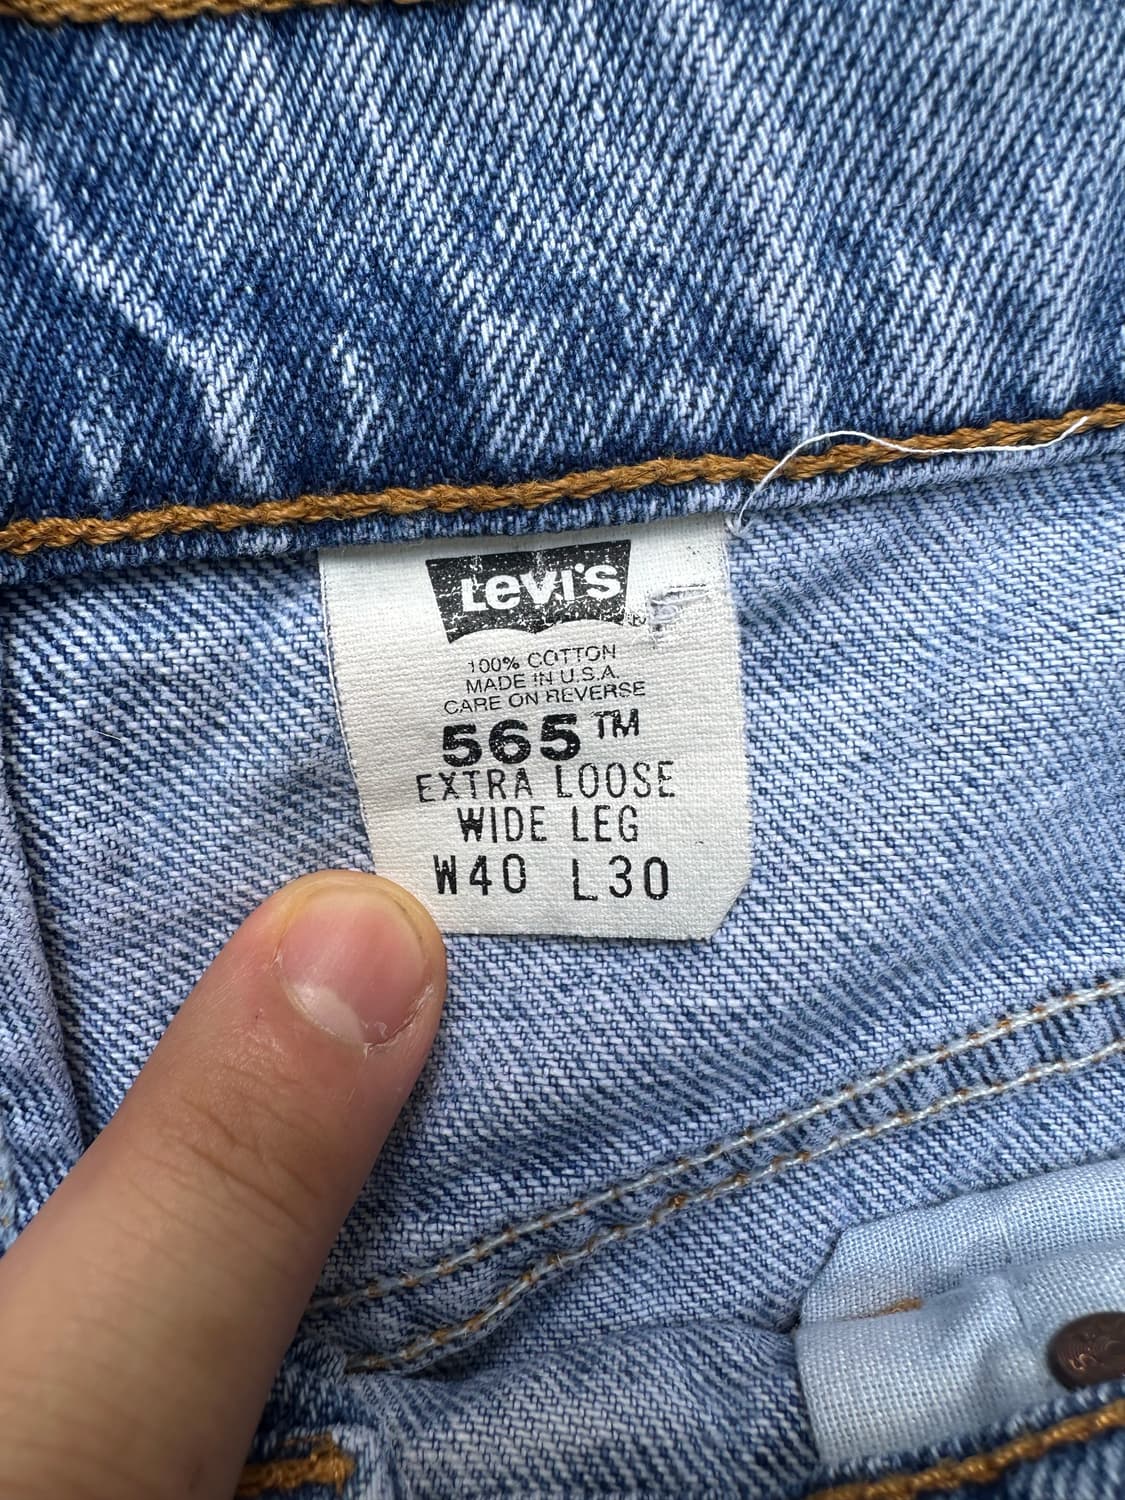 LEVI'S
100% COTTON
MADE IN U.S.A.
CARE ON REVERSE
565™
EXTRA LOOSE
WIDE LEG
W40 L30